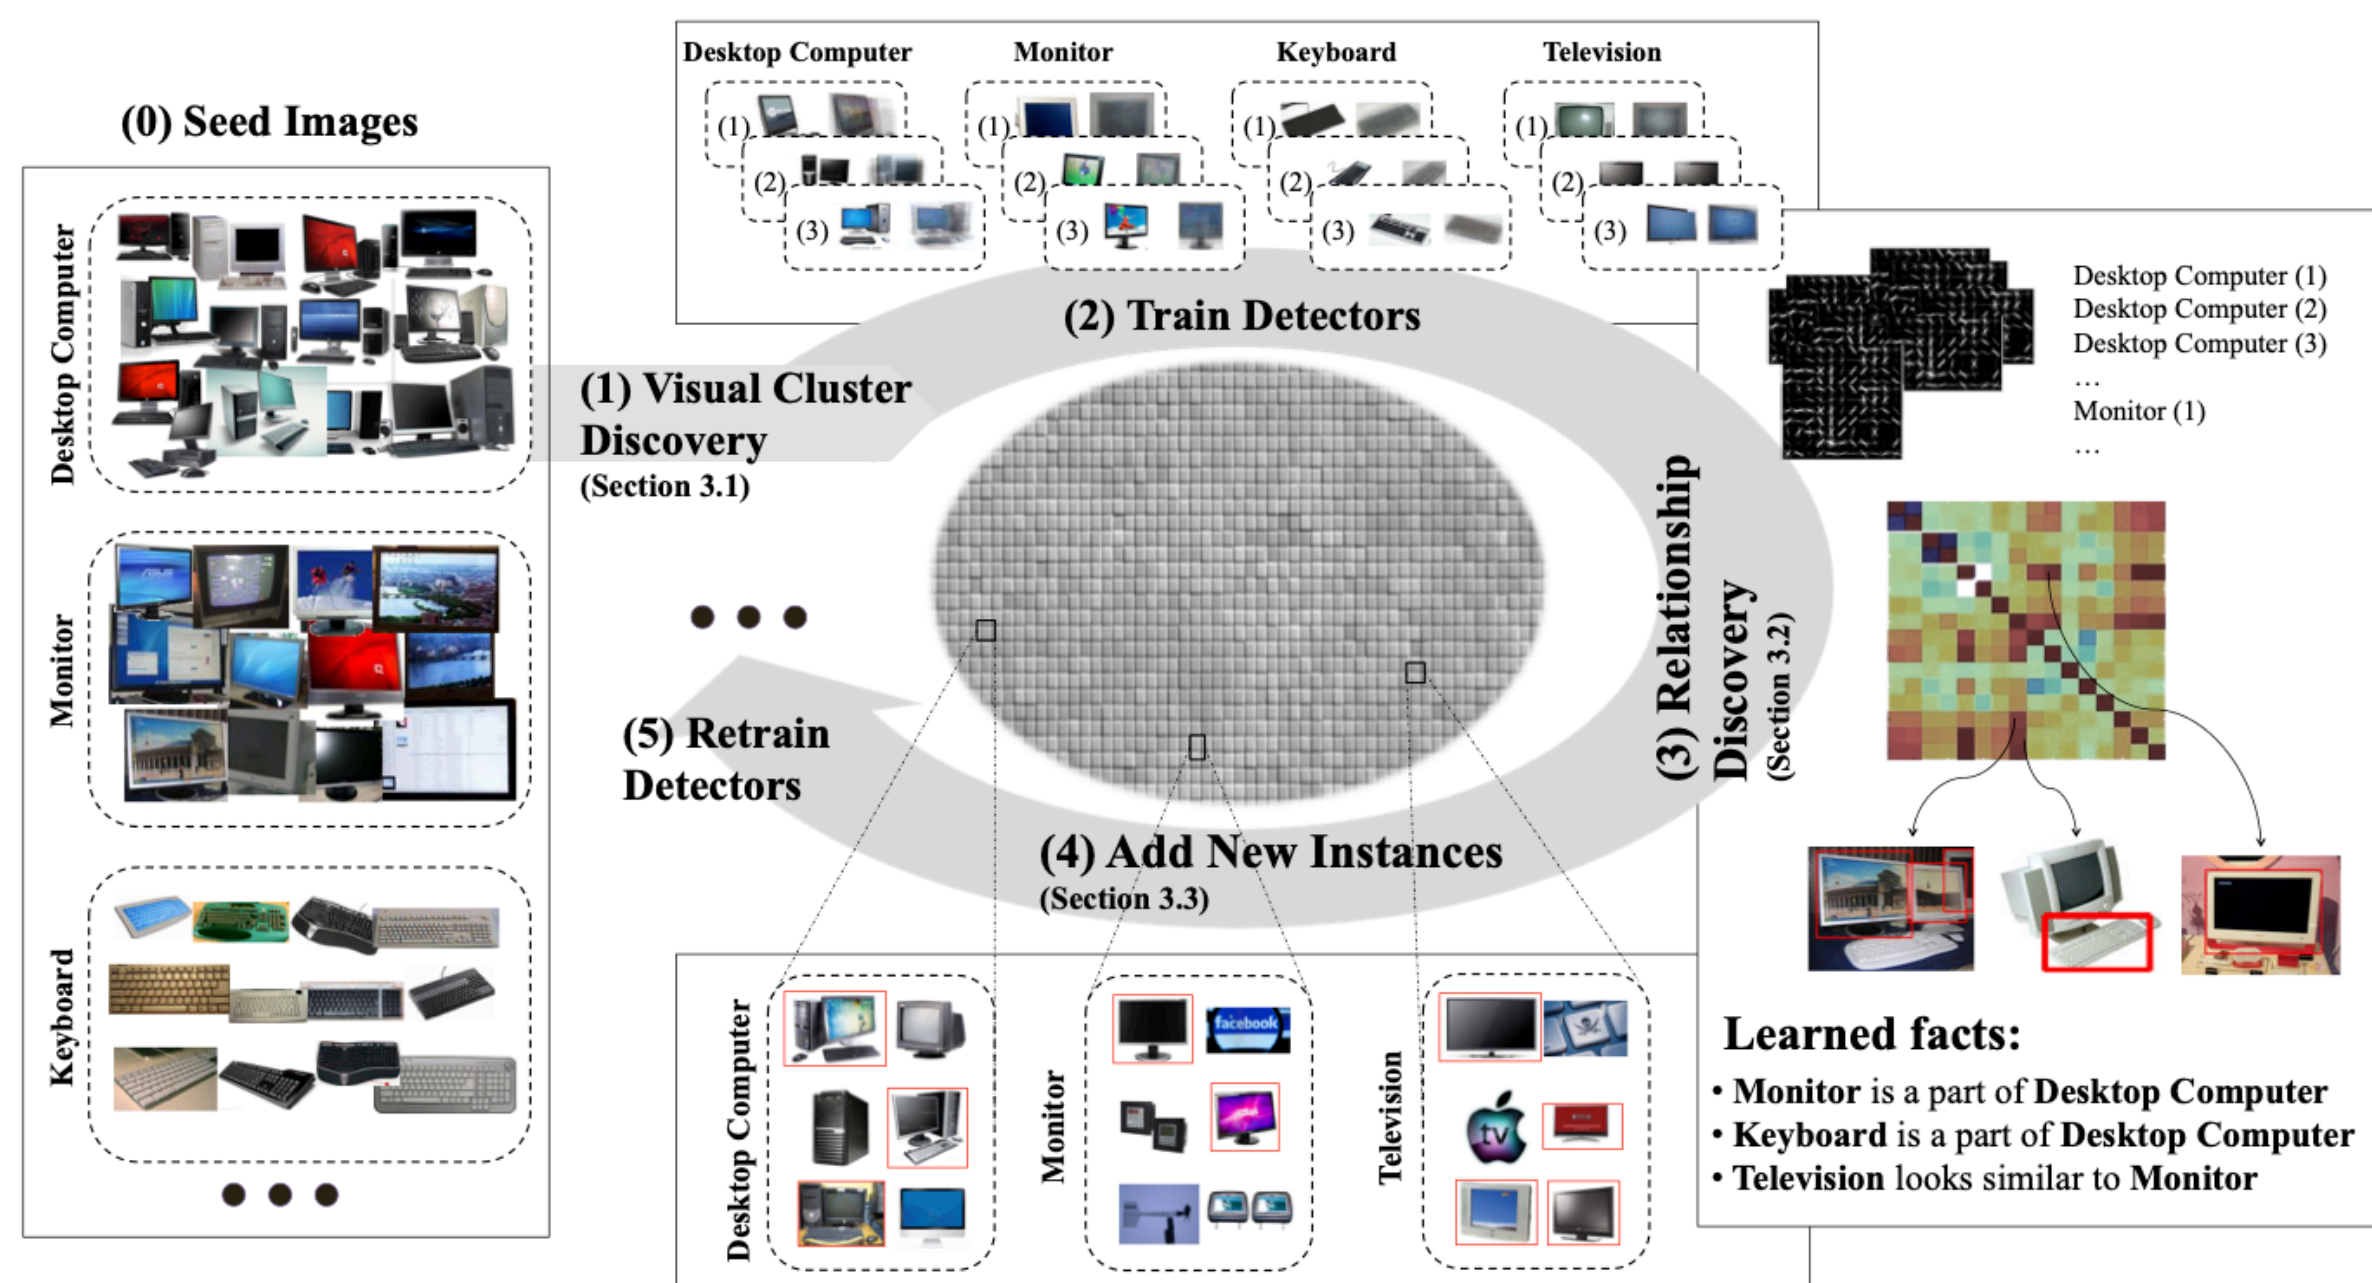 (0) Seed Images
Desktop Computer
Monitor
Keyboard
Desktop Computer
Monitor
Keyboard
Television
(1)
(2)
(3)
(1)
(2)
(3)
(1)
(2)
(3)
(1)
(2)
(3)
(1) Visual Cluster
Discovery
(Section 3.1)
(2) Train Detectors
(3) Relationship
Discovery
(Section 3.2)
Desktop Computer (1)
Desktop Computer (2)
Desktop Computer (3)
…
Monitor (1)
…
(4) Add New Instances
(Section 3.3)
(5) Retrain
Detectors
Desktop Computer
Monitor
facebook
Television
tv
Learned facts:
• Monitor is a part of Desktop Computer
• Keyboard is a part of Desktop Computer
• Television looks similar to Monitor